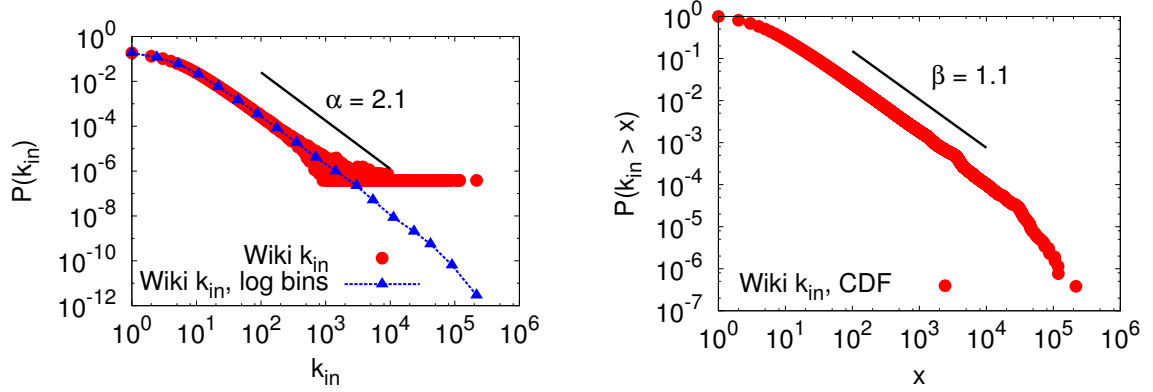 P(k_in)
10^0
10^-2
10^-4
10^-6
10^-8
10^-10
10^-12
α = 2.1
Wiki k_in
Wiki k_in, log bins
10^0 10^1 10^2 10^3 10^4 10^5 10^6
k_in
P(k_in > x)
10^0
10^-1
10^-2
10^-3
10^-4
10^-5
10^-6
10^-7
β = 1.1
Wiki k_in, CDF
10^0 10^1 10^2 10^3 10^4 10^5 10^6
x